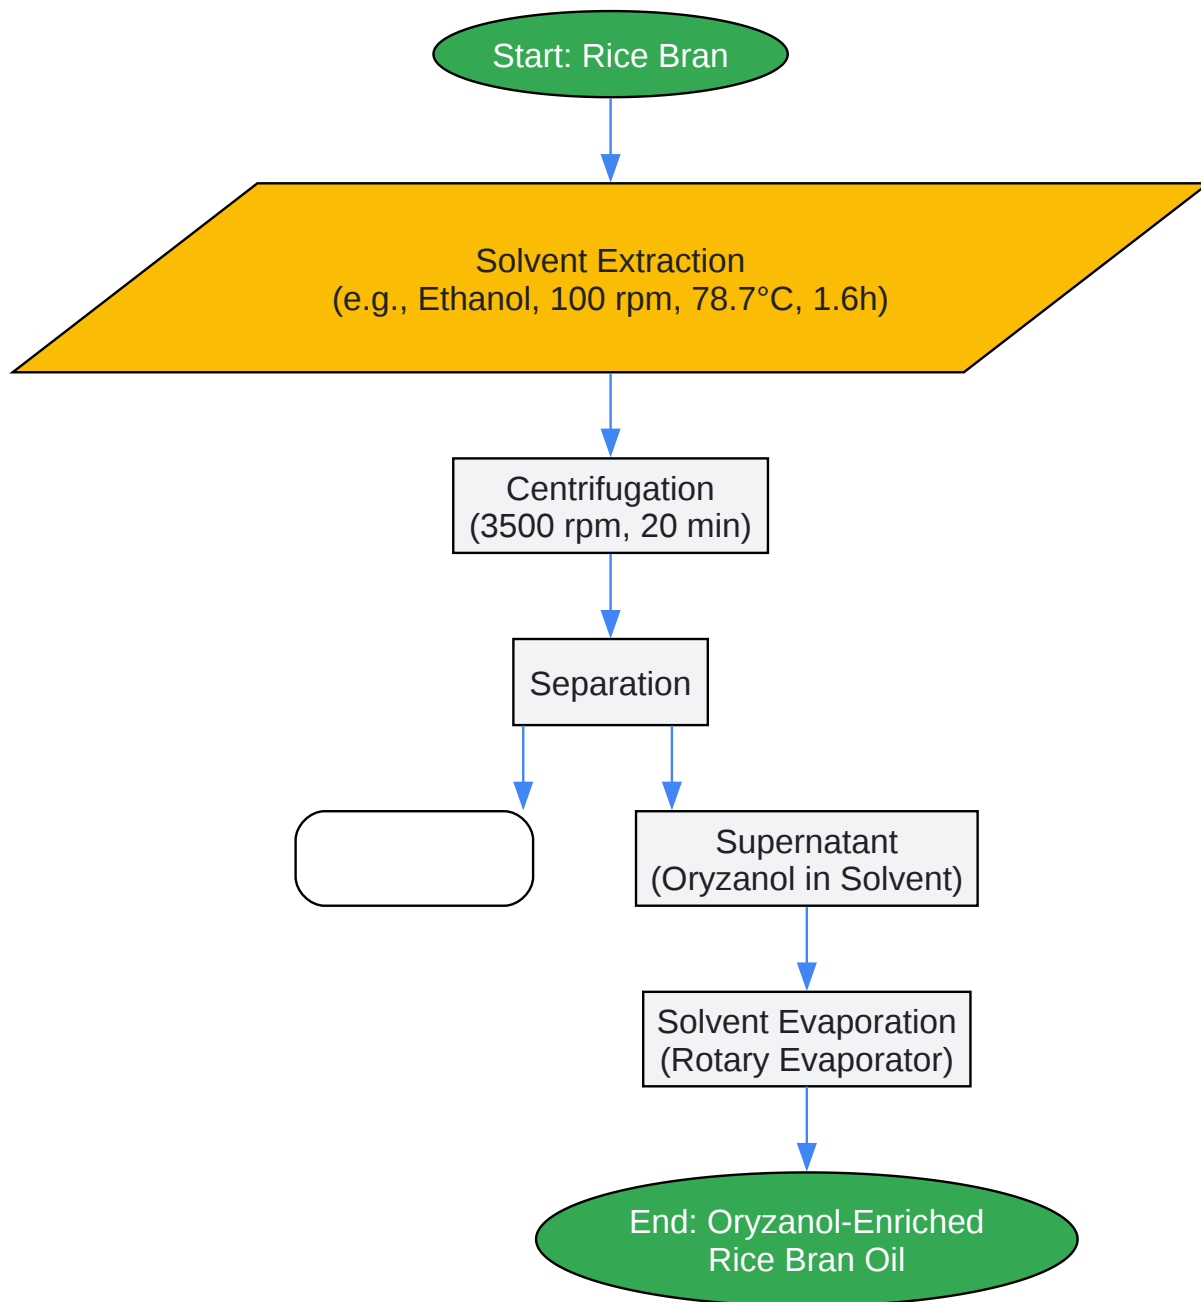 Start: Rice Bran
Solvent Extraction
(e.g., Ethanol, 100 rpm, 78.7°C, 1.6h)
Centrifugation
(3500 rpm, 20 min)
Separation
Supernatant
(Oryzanol in Solvent)
Solvent Evaporation
(Rotary Evaporator)
End: Oryzanol-Enriched
Rice Bran Oil